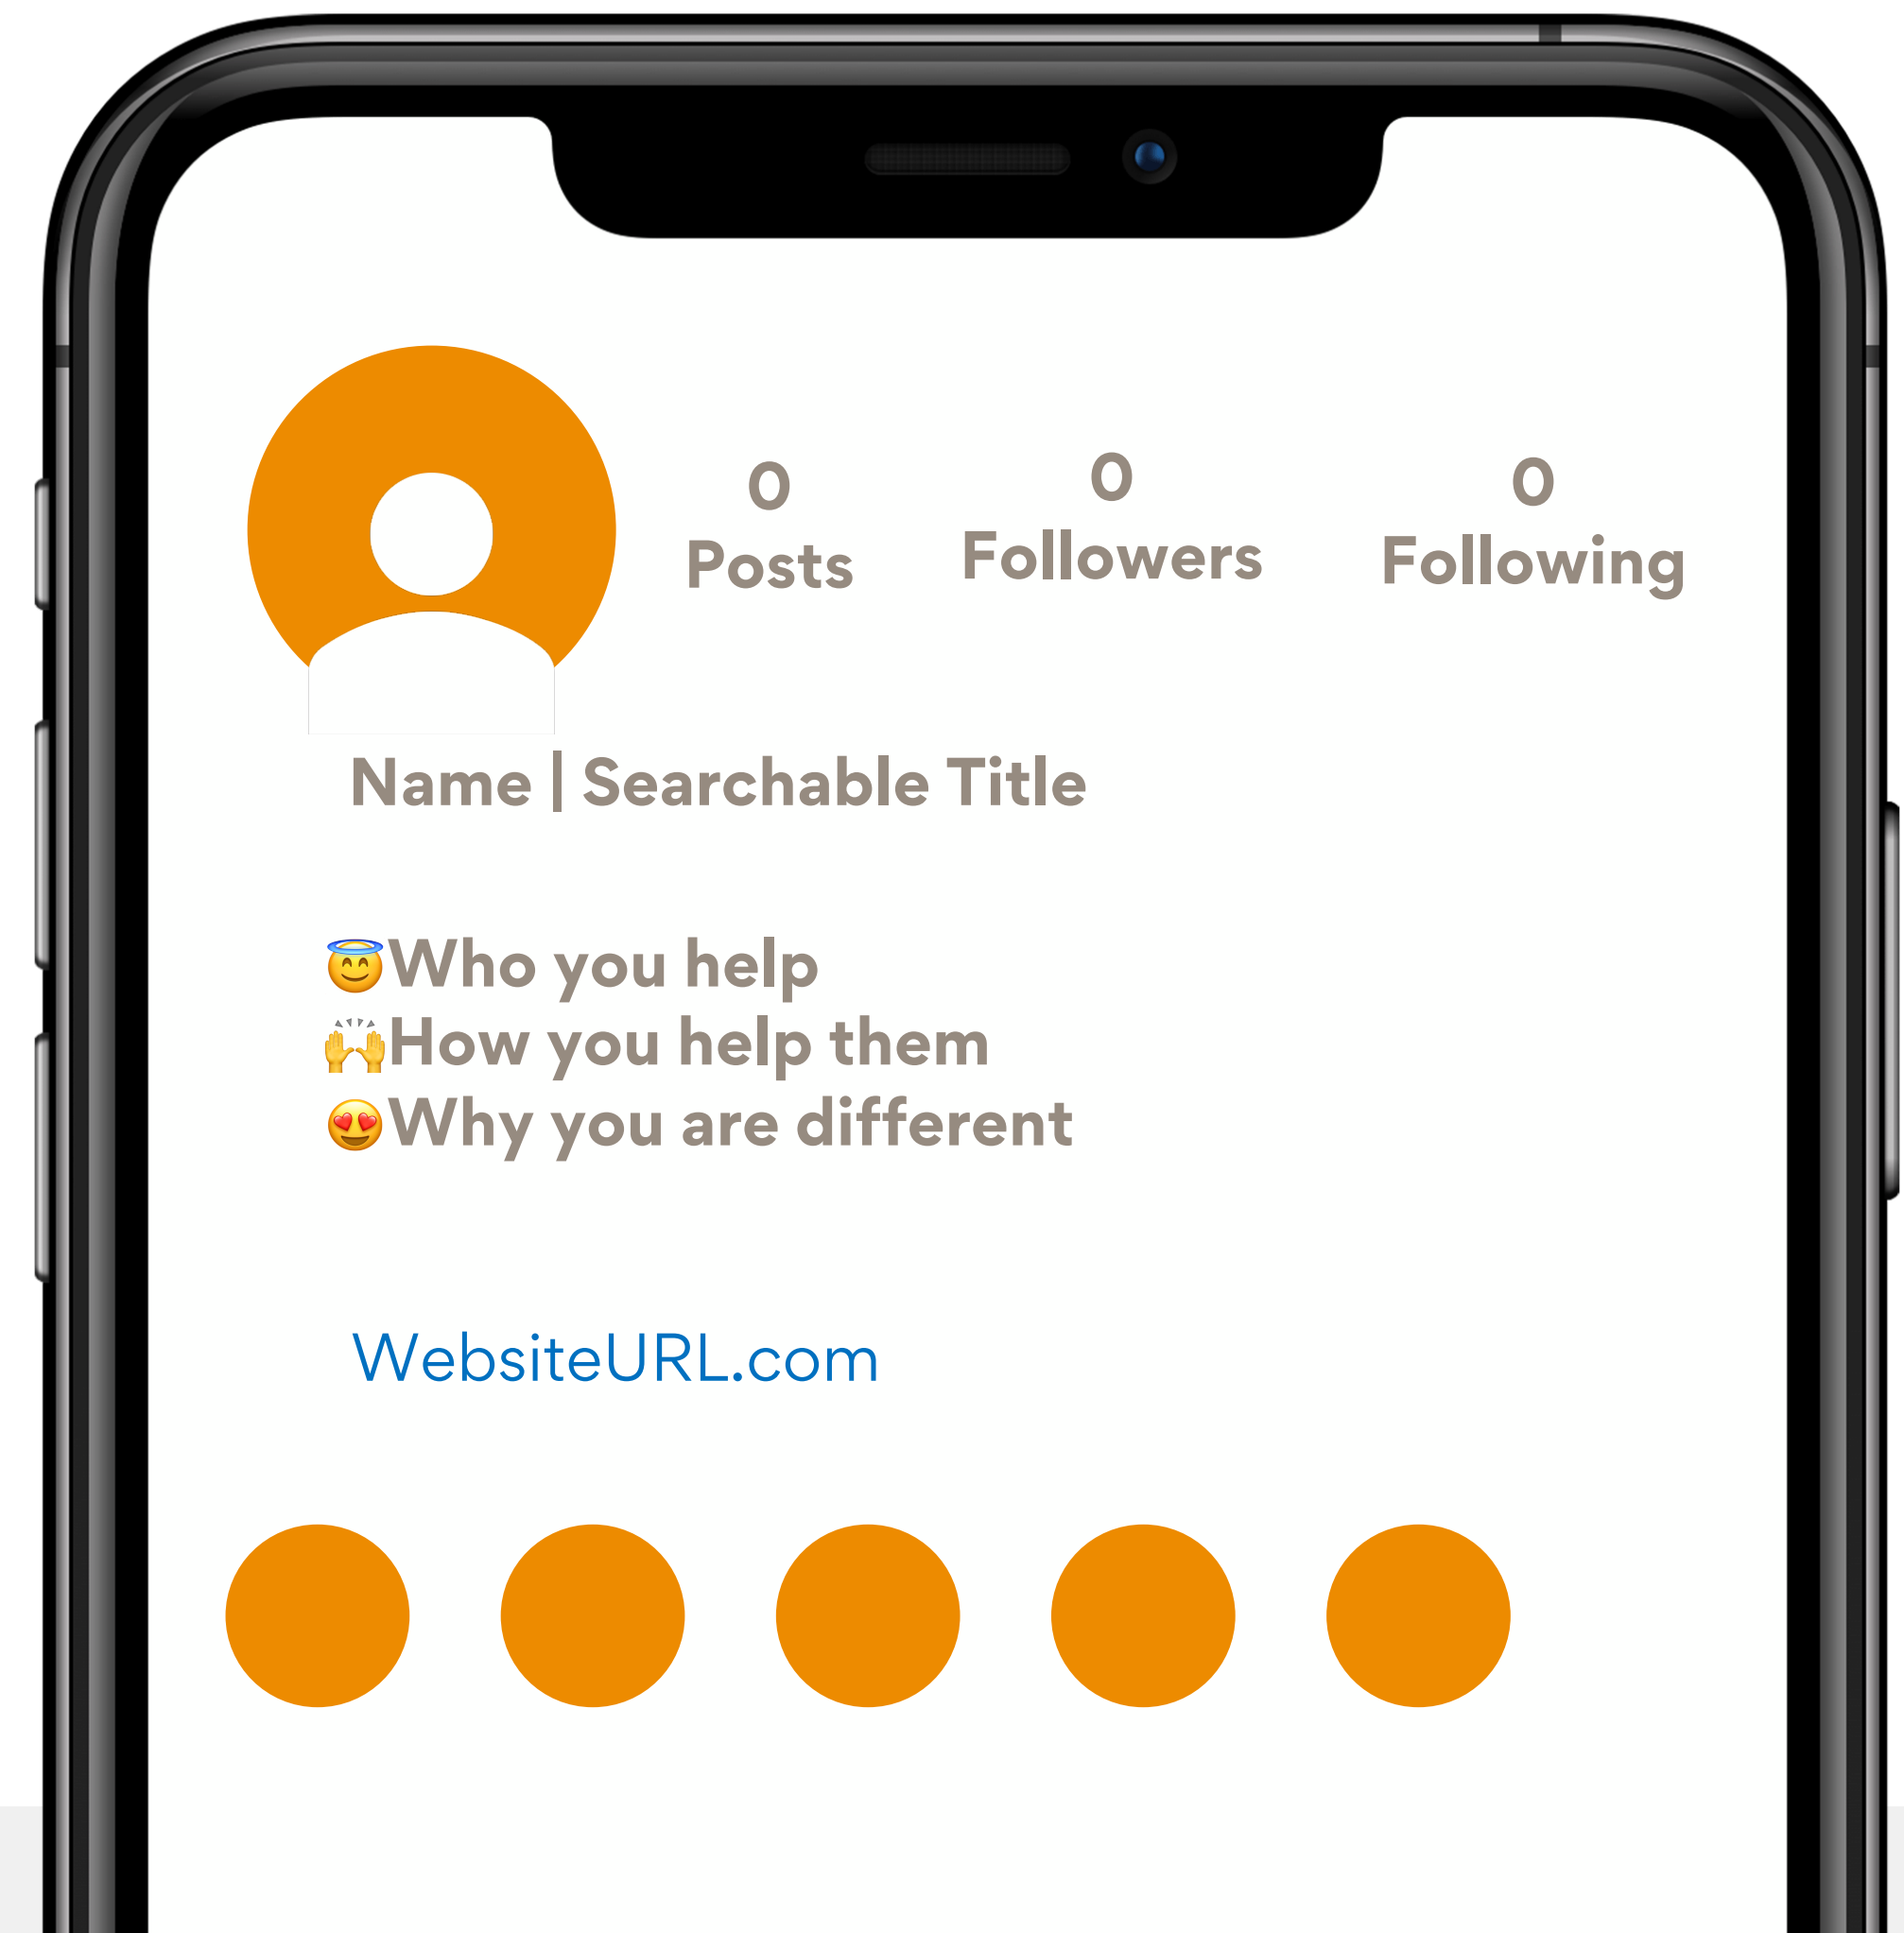 0 0 0
Posts Followers Following
Name | Searchable Title
😇Who you help
🙌How you help them
😍Why you are different
WebsiteURL.com